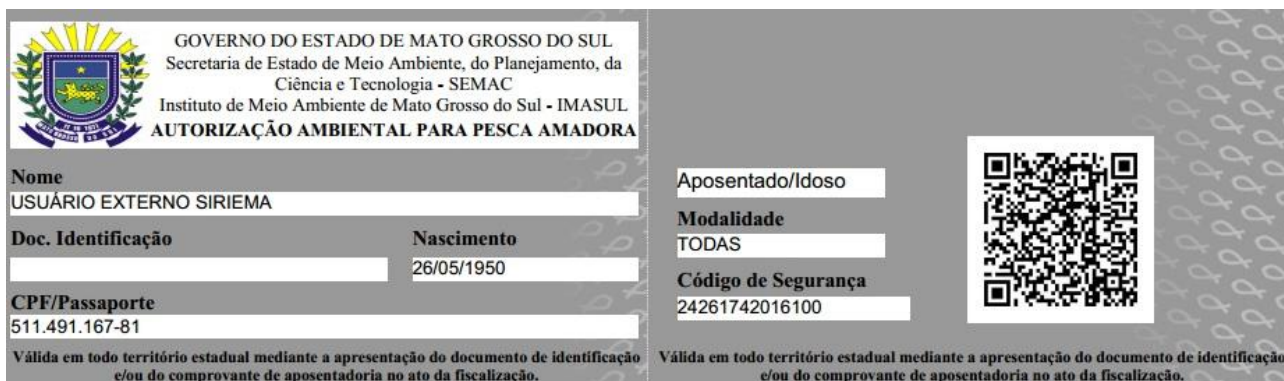 GOVERNO DO ESTADO DE MATO GROSSO DO SUL
Secretaria de Estado de Meio Ambiente, do Planejamento, da
Ciência e Tecnologia - SEMAC
Instituto de Meio Ambiente de Mato Grosso do Sul - IMASUL
AUTORIZAÇÃO AMBIENTAL PARA PESCA AMADORA
Nome
USUÁRIO EXTERNO SIRIEMA
Doc. Identificação
Nascimento
26/05/1950
CPF/Passaporte
511.491.167-81
Válida em todo território estadual mediante a apresentação do documento de identificação
e/ou do comprovante de aposentadoria no ato da fiscalização.
Aposentado/Idoso
Modalidade
TODAS
Código de Segurança
24261742016100
Válida em todo território estadual mediante a apresentação do documento de identificação
e/ou do comprovante de aposentadoria no ato da fiscalização.